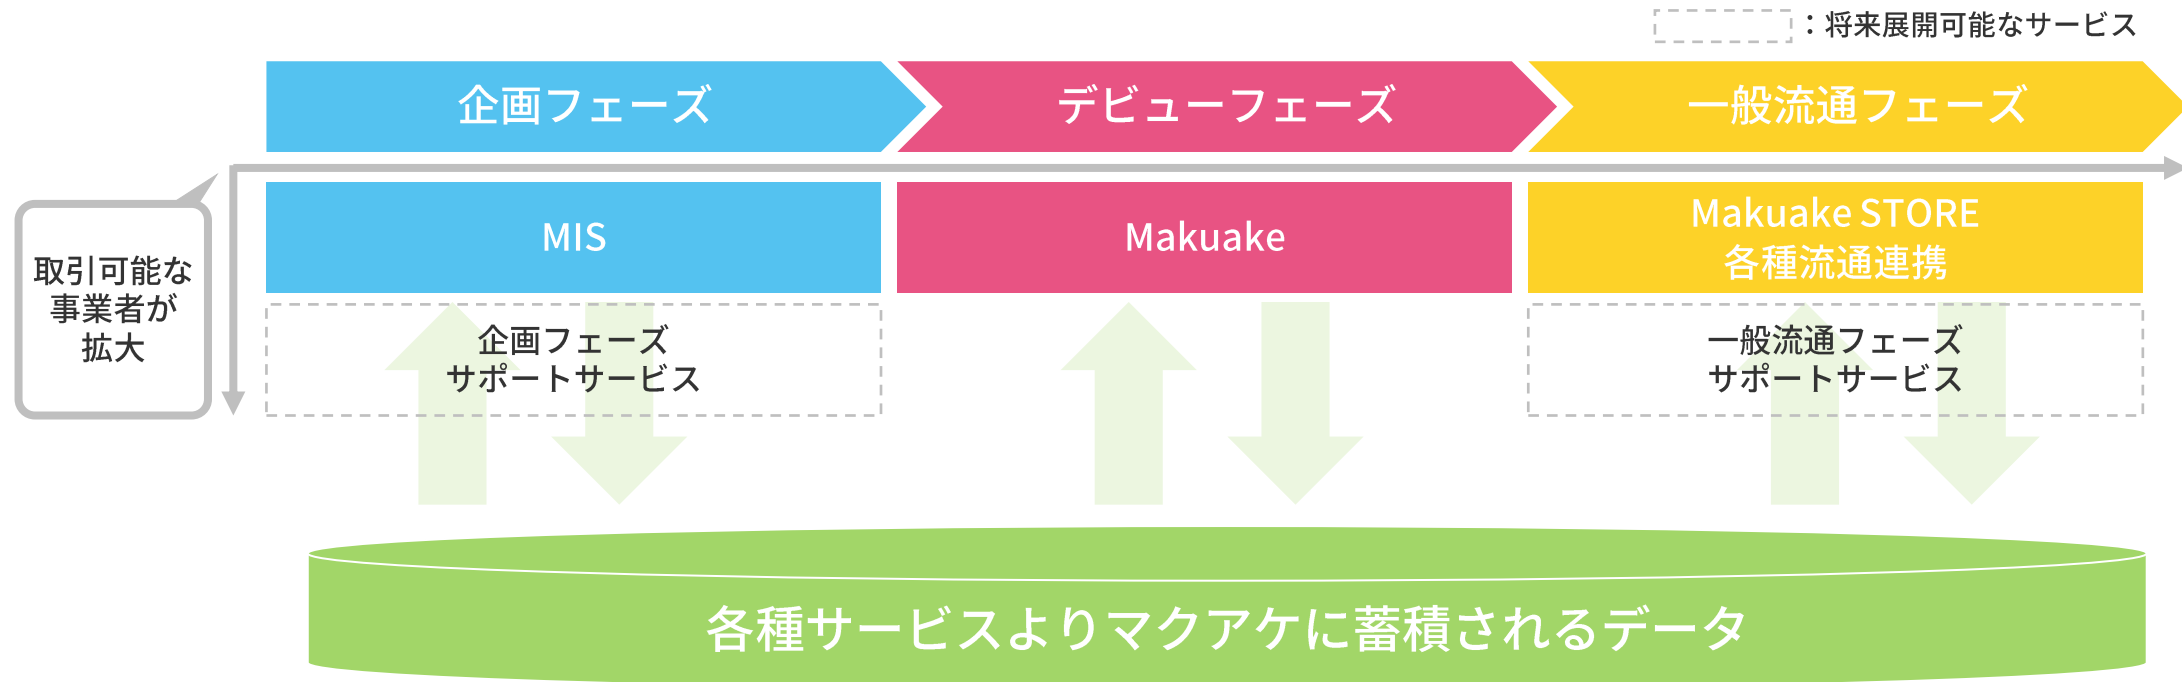 ：将来展開可能なサービス
企画フェーズ
デビューフェーズ
一般流通フェーズ
取引可能な
事業者が
拡大
MIS
Makuake
Makuake STORE
各種流通連携
企画フェーズ
サポートサービス
一般流通フェーズ
サポートサービス
各種サービスよりマクアケに蓄積されるデータ